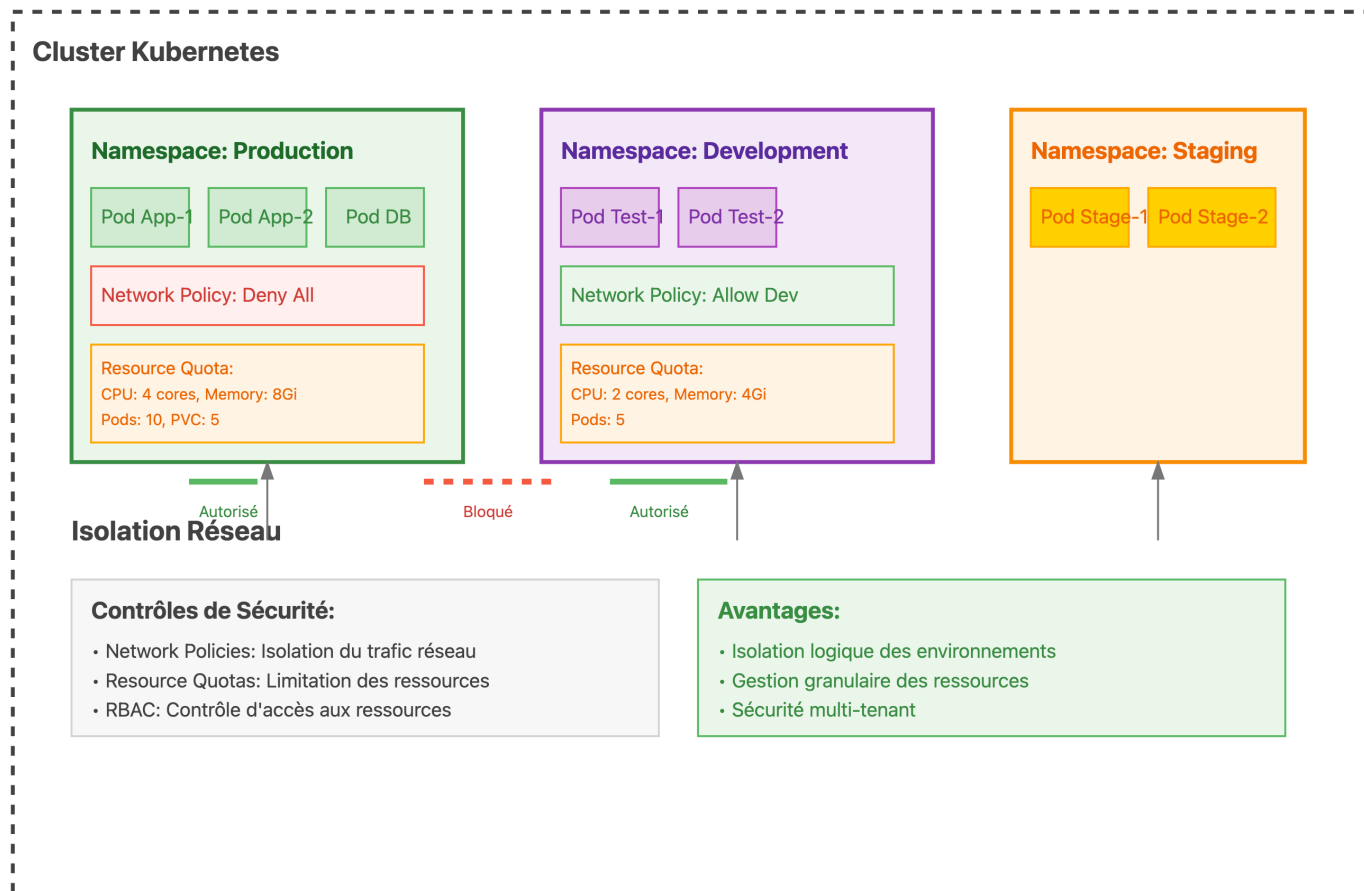 Cluster Kubernetes
Namespace: Production
Pod App-1
Pod App-2
Pod DB
Network Policy: Deny All
Resource Quota:
CPU: 4 cores, Memory: 8Gi
Pods: 10, PVC: 5
Namespace: Development
Pod Test-1
Pod Test-2
Network Policy: Allow Dev
Resource Quota:
CPU: 2 cores, Memory: 4Gi
Pods: 5
Namespace: Staging
Pod Stage-1
Pod Stage-2
Autorisé
Bloqué
Autorisé
Isolation Réseau
Contrôles de Sécurité:
• Network Policies: Isolation du trafic réseau
• Resource Quotas: Limitation des ressources
• RBAC: Contrôle d'accès aux ressources
Avantages:
• Isolation logique des environnements
• Gestion granulaire des ressources
• Sécurité multi-tenant